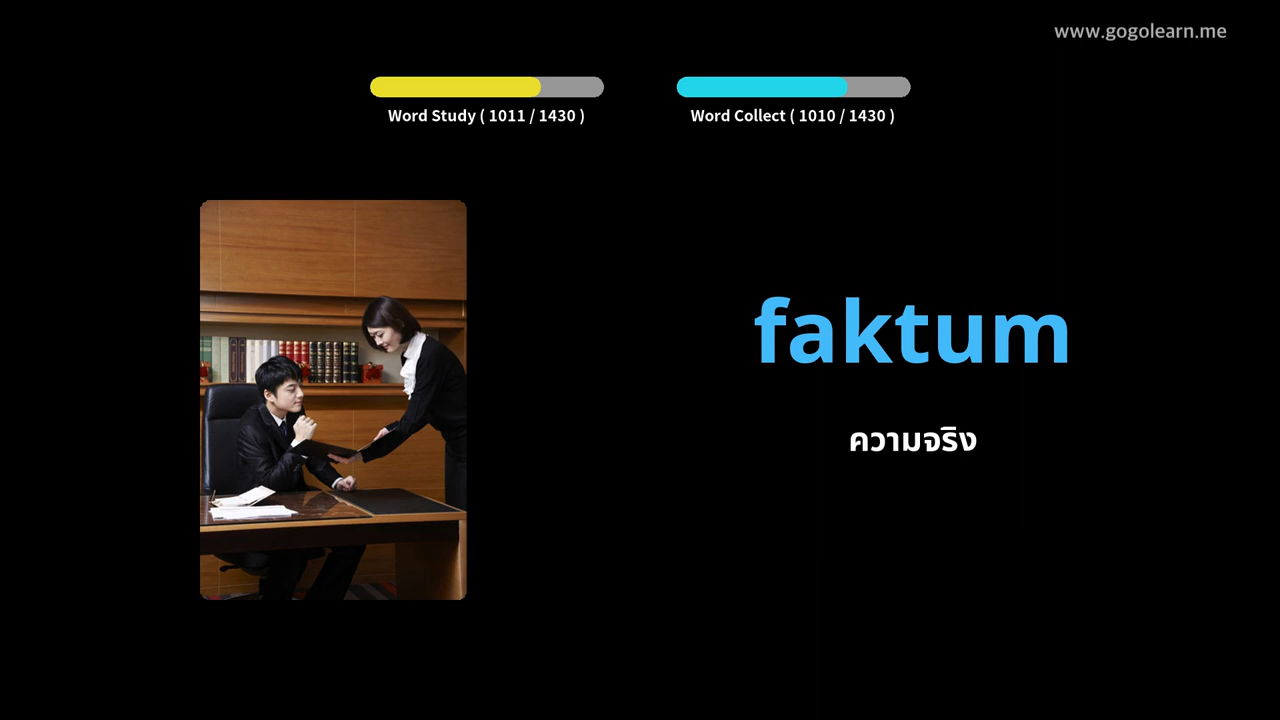 www.gogolearn.me
Word Study ( 1011 / 1430 )
Word Collect ( 1010 / 1430 )
faktum
ความจริง